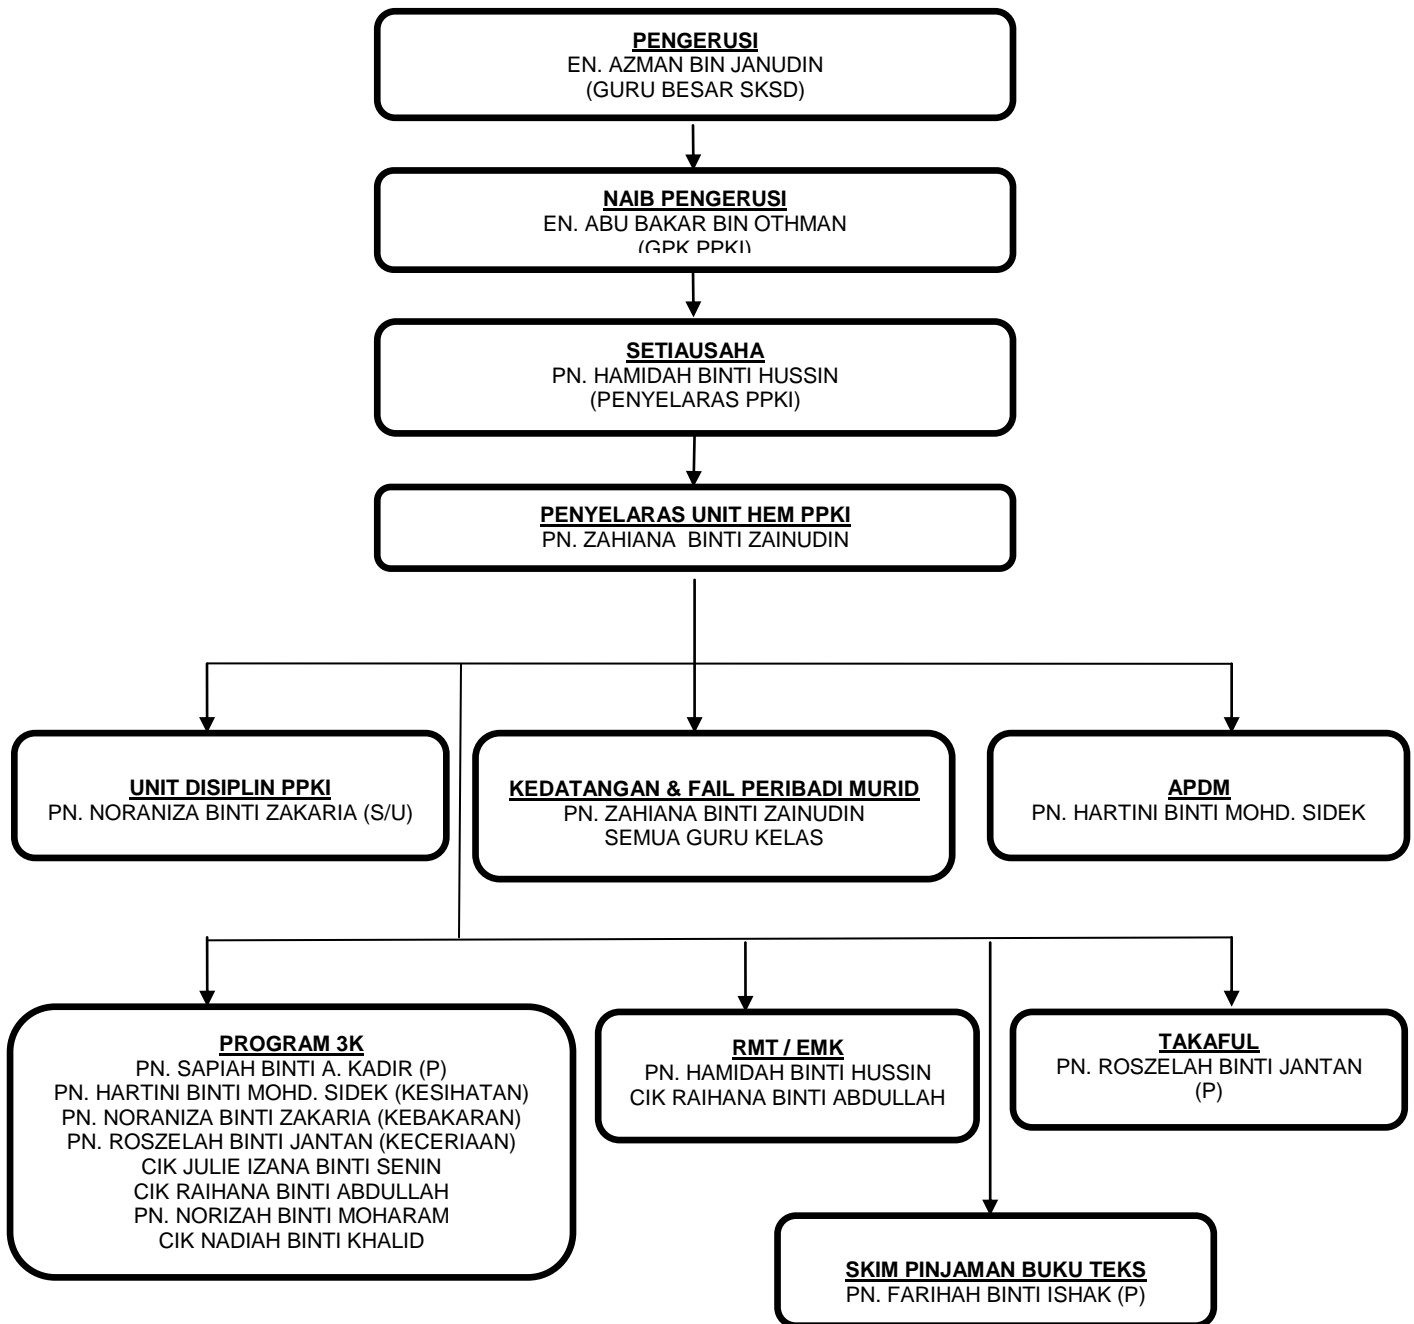 PENGERUSI
EN. AZMAN BIN JANUDIN
(GURU BESAR SKSD)
NAIB PENGERUSI
EN. ABU BAKAR BIN OTHMAN
(GPK PPKI)
SETIAUSAHA
PN. HAMIDAH BINTI HUSSIN
(PENYELARAS PPKI)
PENYELARAS UNIT HEM PPKI
PN. ZAHIANA  BINTI ZAINUDIN
UNIT DISIPLIN PPKI
PN. NORANIZA BINTI ZAKARIA (S/U)
KEDATANGAN & FAIL PERIBADI MURID
PN. ZAHIANA BINTI ZAINUDIN
SEMUA GURU KELAS
APDM
PN. HARTINI BINTI MOHD. SIDEK
PROGRAM 3K
PN. SAPIAH BINTI A. KADIR (P)
PN. HARTINI BINTI MOHD. SIDEK (KESIHATAN)
PN. NORANIZA BINTI ZAKARIA (KEBAKARAN)
PN. ROSZELAH BINTI JANTAN (KECERIAAN)
CIK JULIE IZANA BINTI SENIN
CIK RAIHANA BINTI ABDULLAH
PN. NORIZAH BINTI MOHARAM
CIK NADIAH BINTI KHALID
RMT / EMK
PN. HAMIDAH BINTI HUSSIN
CIK RAIHANA BINTI ABDULLAH
TAKAFUL
PN. ROSZELAH BINTI JANTAN
(P)
SKIM PINJAMAN BUKU TEKS
PN. FARIHAH BINTI ISHAK (P)